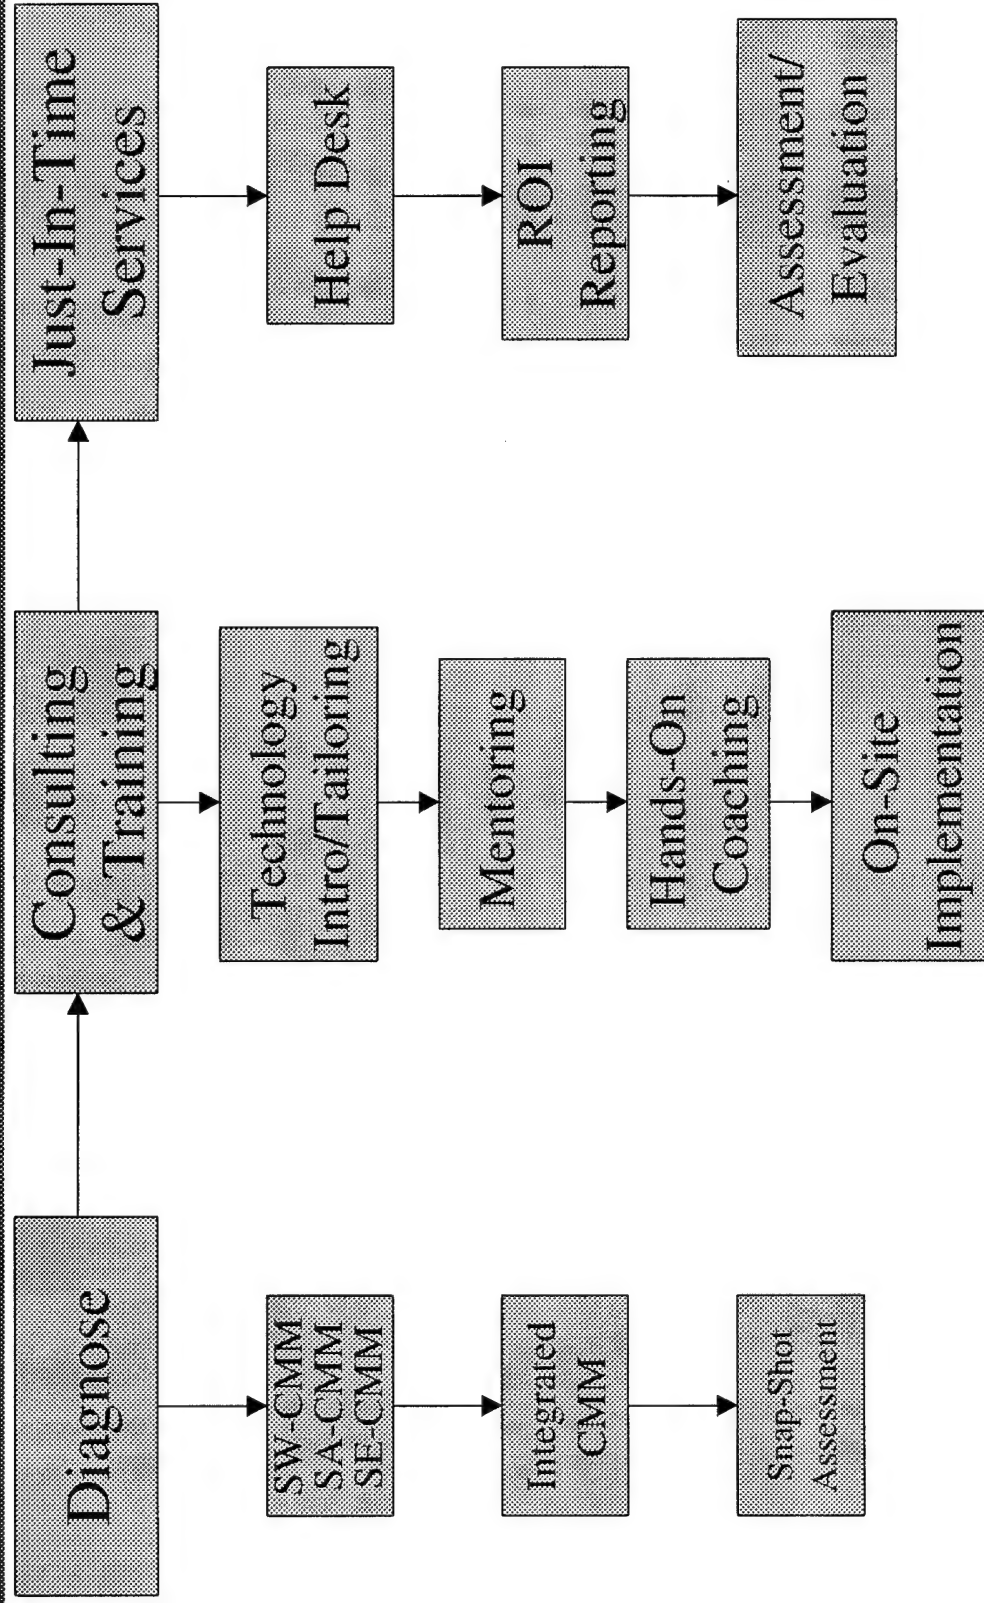 Diagnose
SW-CMM
SA-CMM
SE-CMM
Integrated
CMM
Snap-Shot
Assessment
Consulting
& Training
Technology
Intro/Tailoring
Mentoring
Hands-On
Coaching
On-Site
Implementation
Just-In-Time
Services
Help Desk
ROI
Reporting
Assessment/
Evaluation